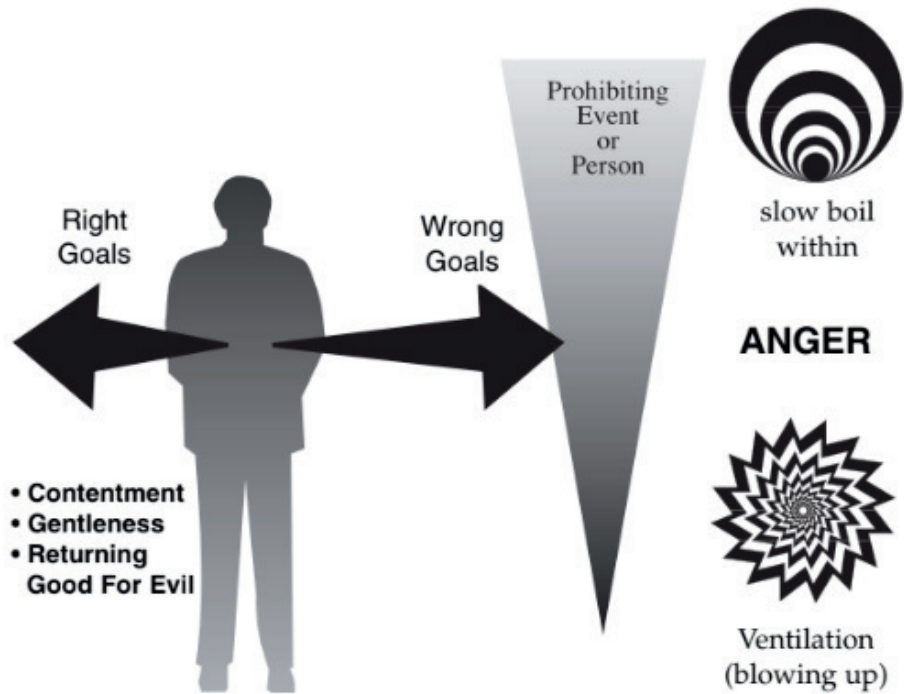 Prohibiting
Event
or
Person
slow boil
within
Right
Goals
Wrong
Goals
ANGER
• Contentment
• Gentleness
• Returning
Good For Evil
Ventilation
(blowing up)